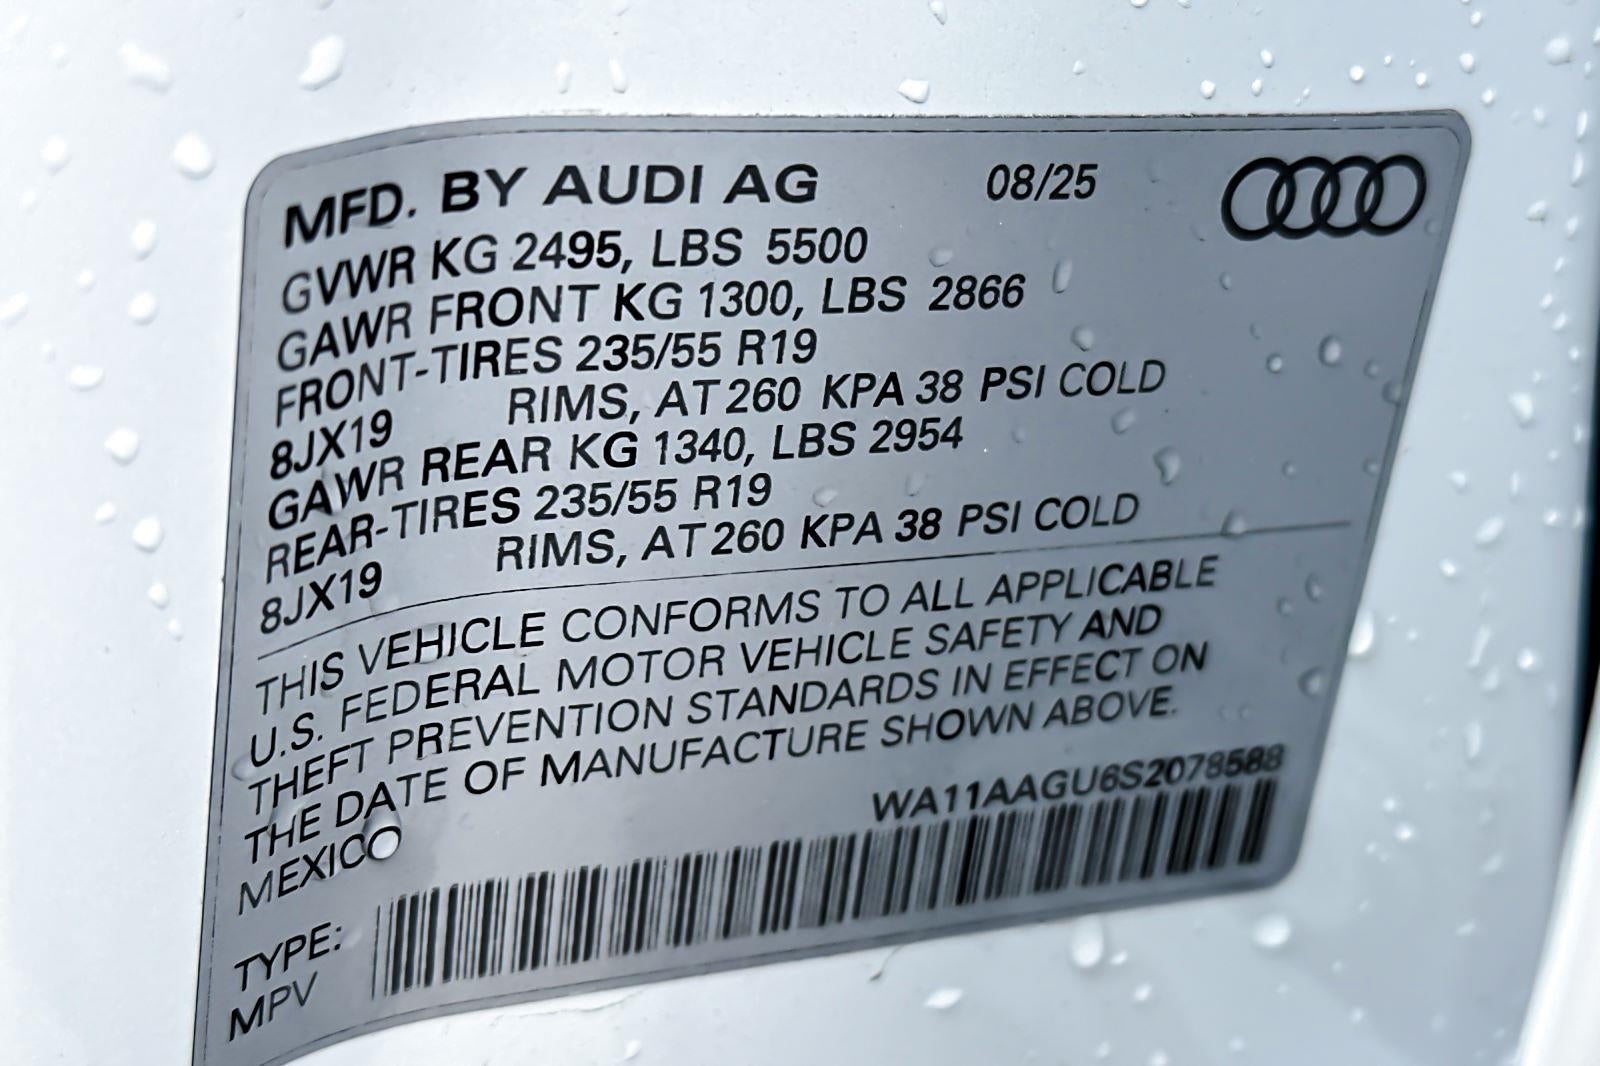 MFD. BY AUDI AG 08/25
GVWR KG 2495, LBS 5500
GAWR FRONT KG 1300, LBS 2866
FRONT-TIRES 235/55 R19
8JX19 RIMS, AT 260 KPA 38 PSI COLD
GAWR REAR KG 1340, LBS 2954
REAR-TIRES 235/55 R19
8JX19 RIMS, AT 260 KPA 38 PSI COLD
THIS VEHICLE CONFORMS TO ALL APPLICABLE
U.S. FEDERAL MOTOR VEHICLE SAFETY AND
THEFT PREVENTION STANDARDS IN EFFECT ON
THE DATE OF MANUFACTURE SHOWN ABOVE.
MEXICO
WA11AAGU6S2078588
TYPE:
MPV